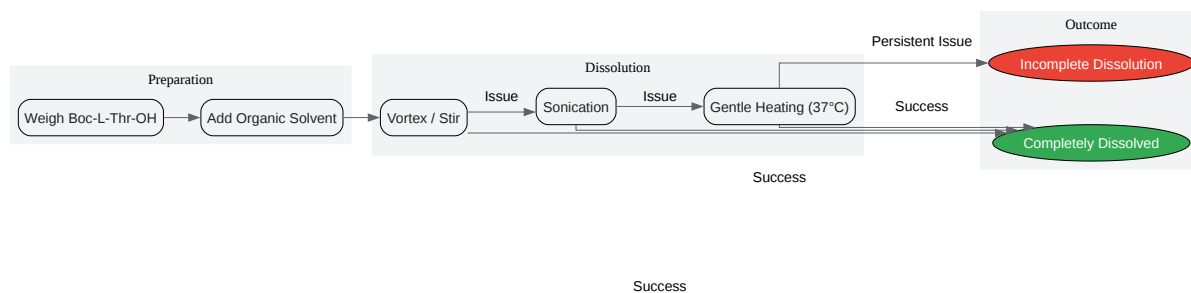 Outcome
Persistent Issue
Incomplete Dissolution
Dissolution
Preparation
Issue
Issue
Success
Weigh Boc-L-Thr-OH
Add Organic Solvent
Vortex / Stir
Sonication
Gentle Heating (37°C)
Completely Dissolved
Success
Success